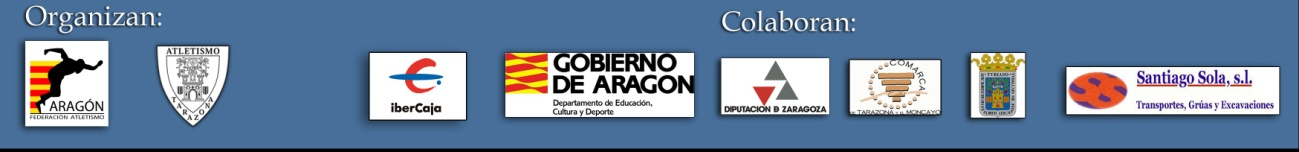 Organizan:
Colaboran:
ARAGÓN
FEDERACIÓN ATLETISMO
ATLETISMO
TARAZONA
iberCaja
GOBIERNO
DE ARAGON
Departamento de Educación,
Cultura y Deporte
DIPUTACION D ZARAGOZA
COMARCA
TARAZONA Y EL MONCAYO
Santiago Sola, s.l.
Transportes, Grúas y Excavaciones